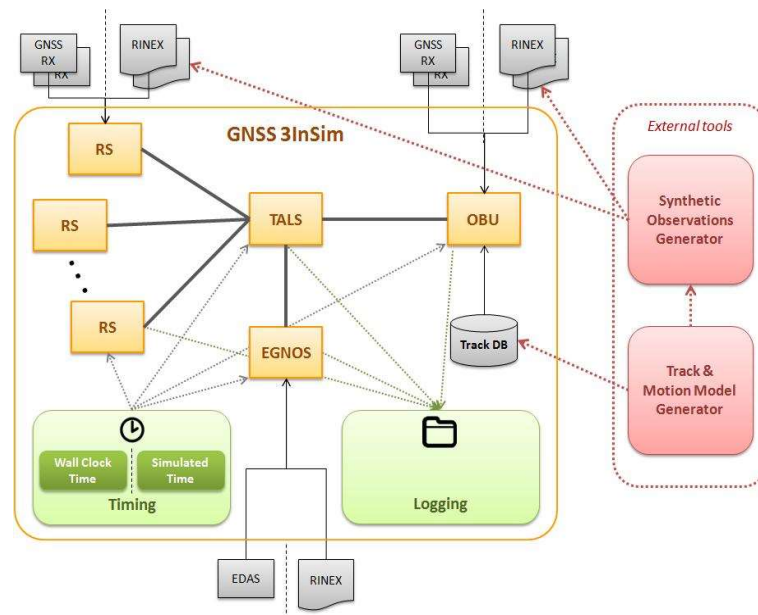 GNSS
RX
RX
RINEX
GNSS
RX
RX
RINEX
GNSS 3InSim
RS
RS
RS
TALS
OBU
EGNOS
Track DB
Wall Clock
Time
Simulated
Time
Timing
Logging
EDAS
RINEX
External tools
Synthetic
Observations
Generator
Track &
Motion Model
Generator